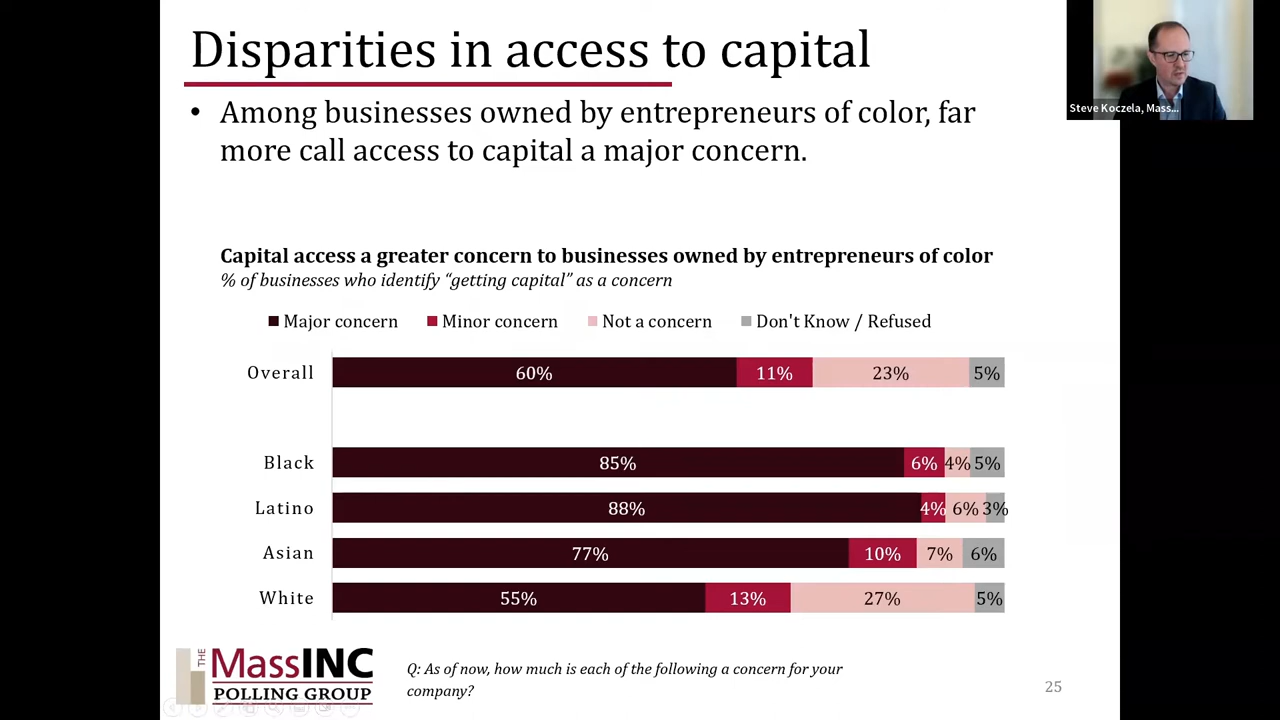 Disparities in access to capital
Steve Koczela, Mass...
• Among businesses owned by entrepreneurs of color, far
more call access to capital a major concern.
Capital access a greater concern to businesses owned by entrepreneurs of color
% of businesses who identify “getting capital” as a concern
Major concern Minor concern Not a concern Don't Know / Refused
Overall 60% 11% 23% 5%
Black 85% 6% 4% 5%
Latino 88% 4% 6% 3%
Asian 77% 10% 7% 6%
White 55% 13% 27% 5%
THE MassINC
POLLING GROUP
Q: As of now, how much is each of the following a concern for your
company?
25